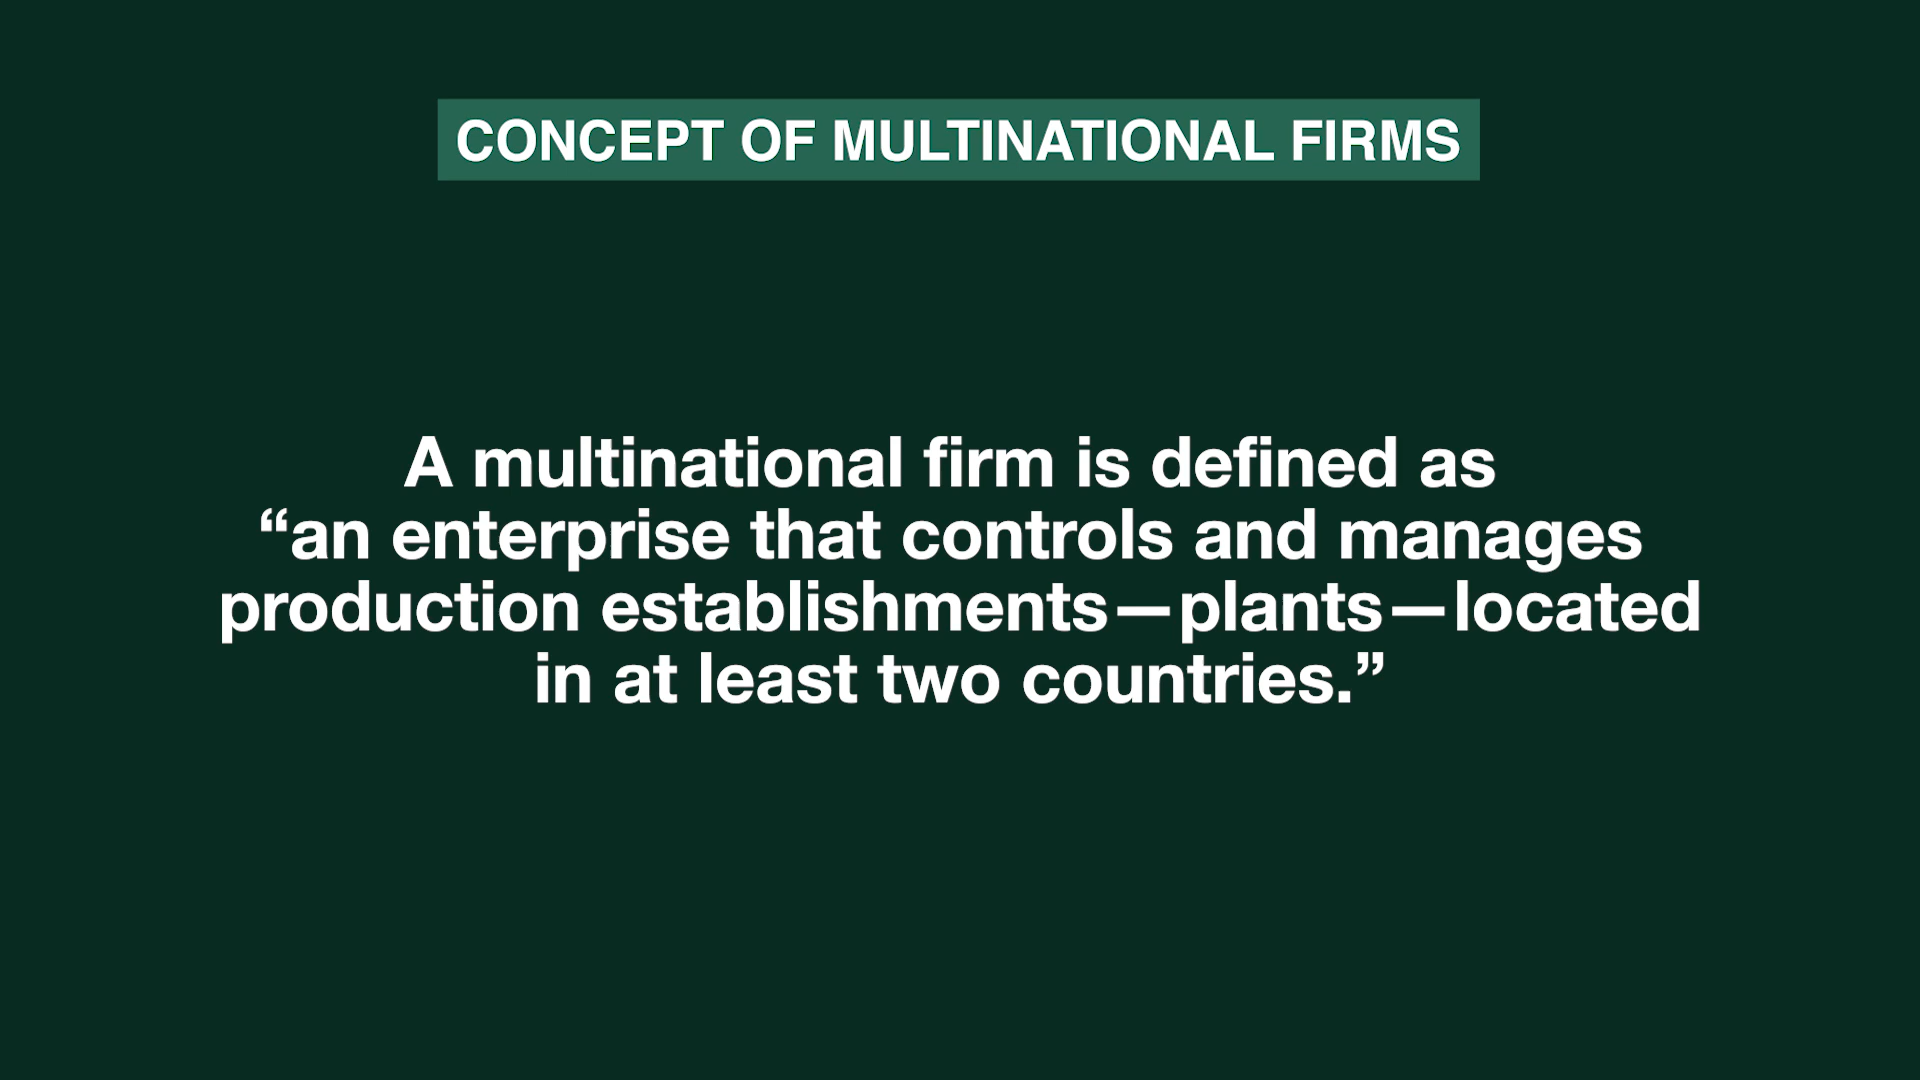 CONCEPT OF MULTINATIONAL FIRMS
A multinational firm is defined as
“an enterprise that controls and manages
production establishments—plants—located
in at least two countries.”